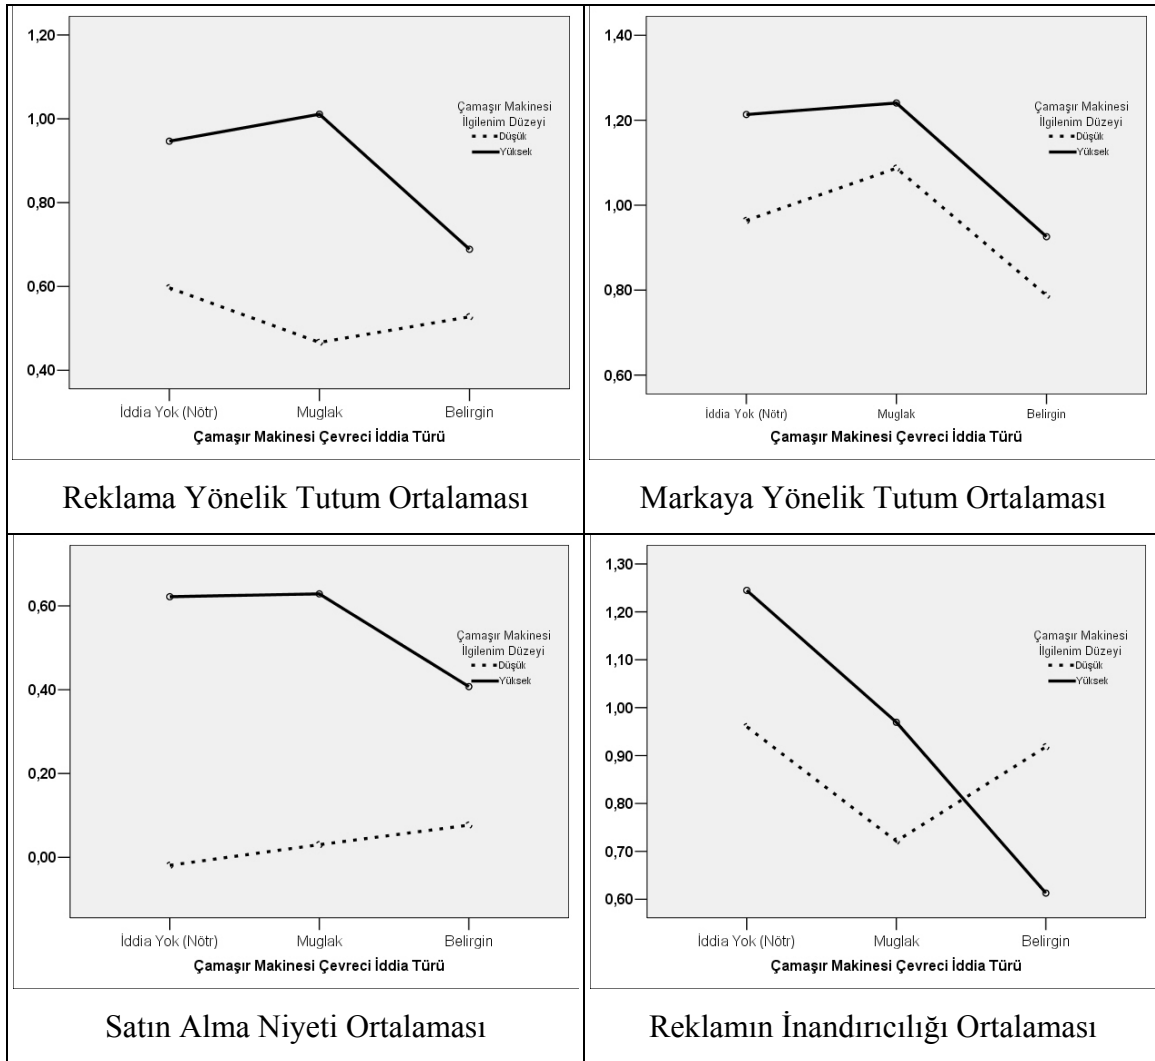 1,20
1,00
0,80
0,60
0,40
Çamaşır Makinesi
İlgilenim Düzeyi
Düşük
Yüksek
İddia Yok (Nötr) Muglak Belirgin
Çamaşır Makinesi Çevreci İddia Türü
Reklama Yönelik Tutum Ortalaması
1,40
1,20
1,00
0,80
0,60
Çamaşır Makinesi
İlgilenim Düzeyi
Düşük
Yüksek
İddia Yok (Nötr) Muglak Belirgin
Çamaşır Makinesi Çevreci İddia Türü
Markaya Yönelik Tutum Ortalaması
0,60
0,40
0,20
0,00
Çamaşır Makinesi
İlgilenim Düzeyi
Düşük
Yüksek
İddia Yok (Nötr) Muglak Belirgin
Çamaşır Makinesi Çevreci İddia Türü
Satın Alma Niyeti Ortalaması
1,30
1,20
1,10
1,00
0,90
0,80
0,70
0,60
Çamaşır Makinesi
İlgilenim Düzeyi
Düşük
Yüksek
İddia Yok (Nötr) Muglak Belirgin
Çamaşır Makinesi Çevreci İddia Türü
Reklamın İnandırıcılığı Ortalaması